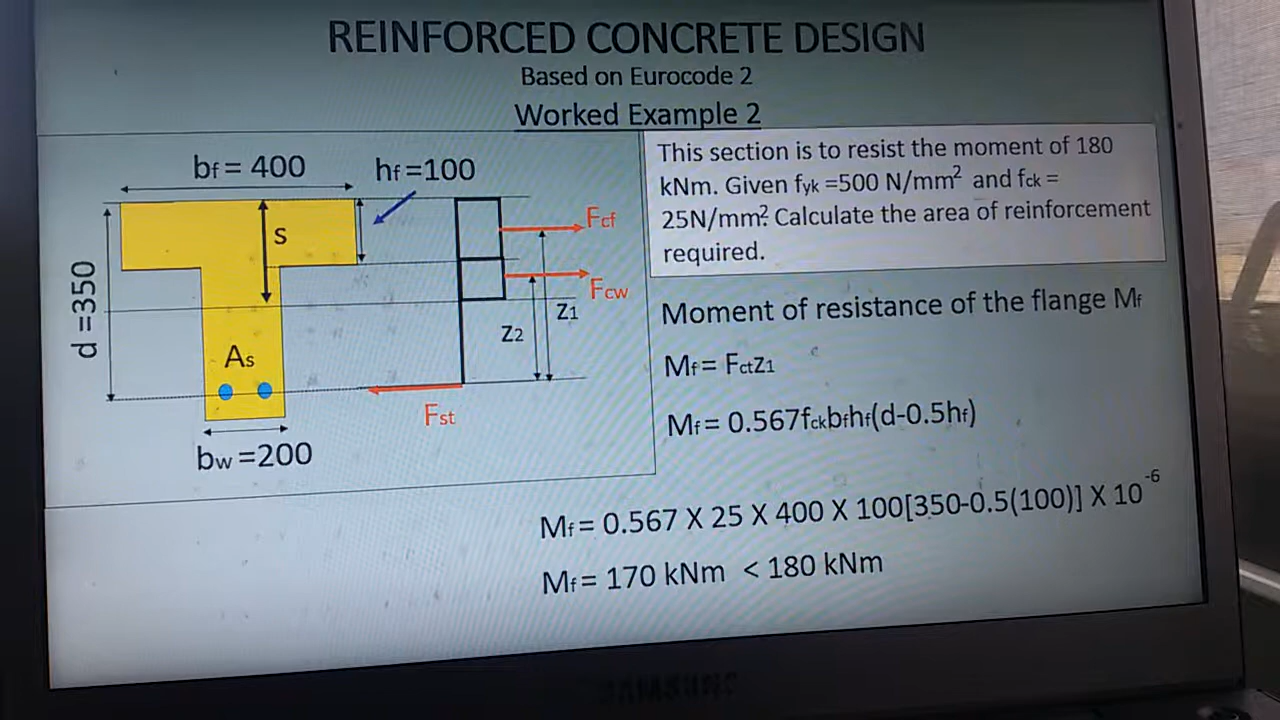 REINFORCED CONCRETE DESIGN
Based on Eurocode 2
Worked Example 2
bf = 400
hf =100
s
d =350
As
bw =200
Fcf
Fcw
Z1
Z2
Fst
This section is to resist the moment of 180
kNm. Given fyk =500 N/mm² and fck =
25N/mm². Calculate the area of reinforcement
required.
Moment of resistance of the flange Mf
Mf = FctZ1
Mf = 0.567fckbfhf(d-0.5hf)
Mf = 0.567 X 25 X 400 X 100[350-0.5(100)] X 10⁻⁶
Mf = 170 kNm < 180 kNm
SAMSUNG